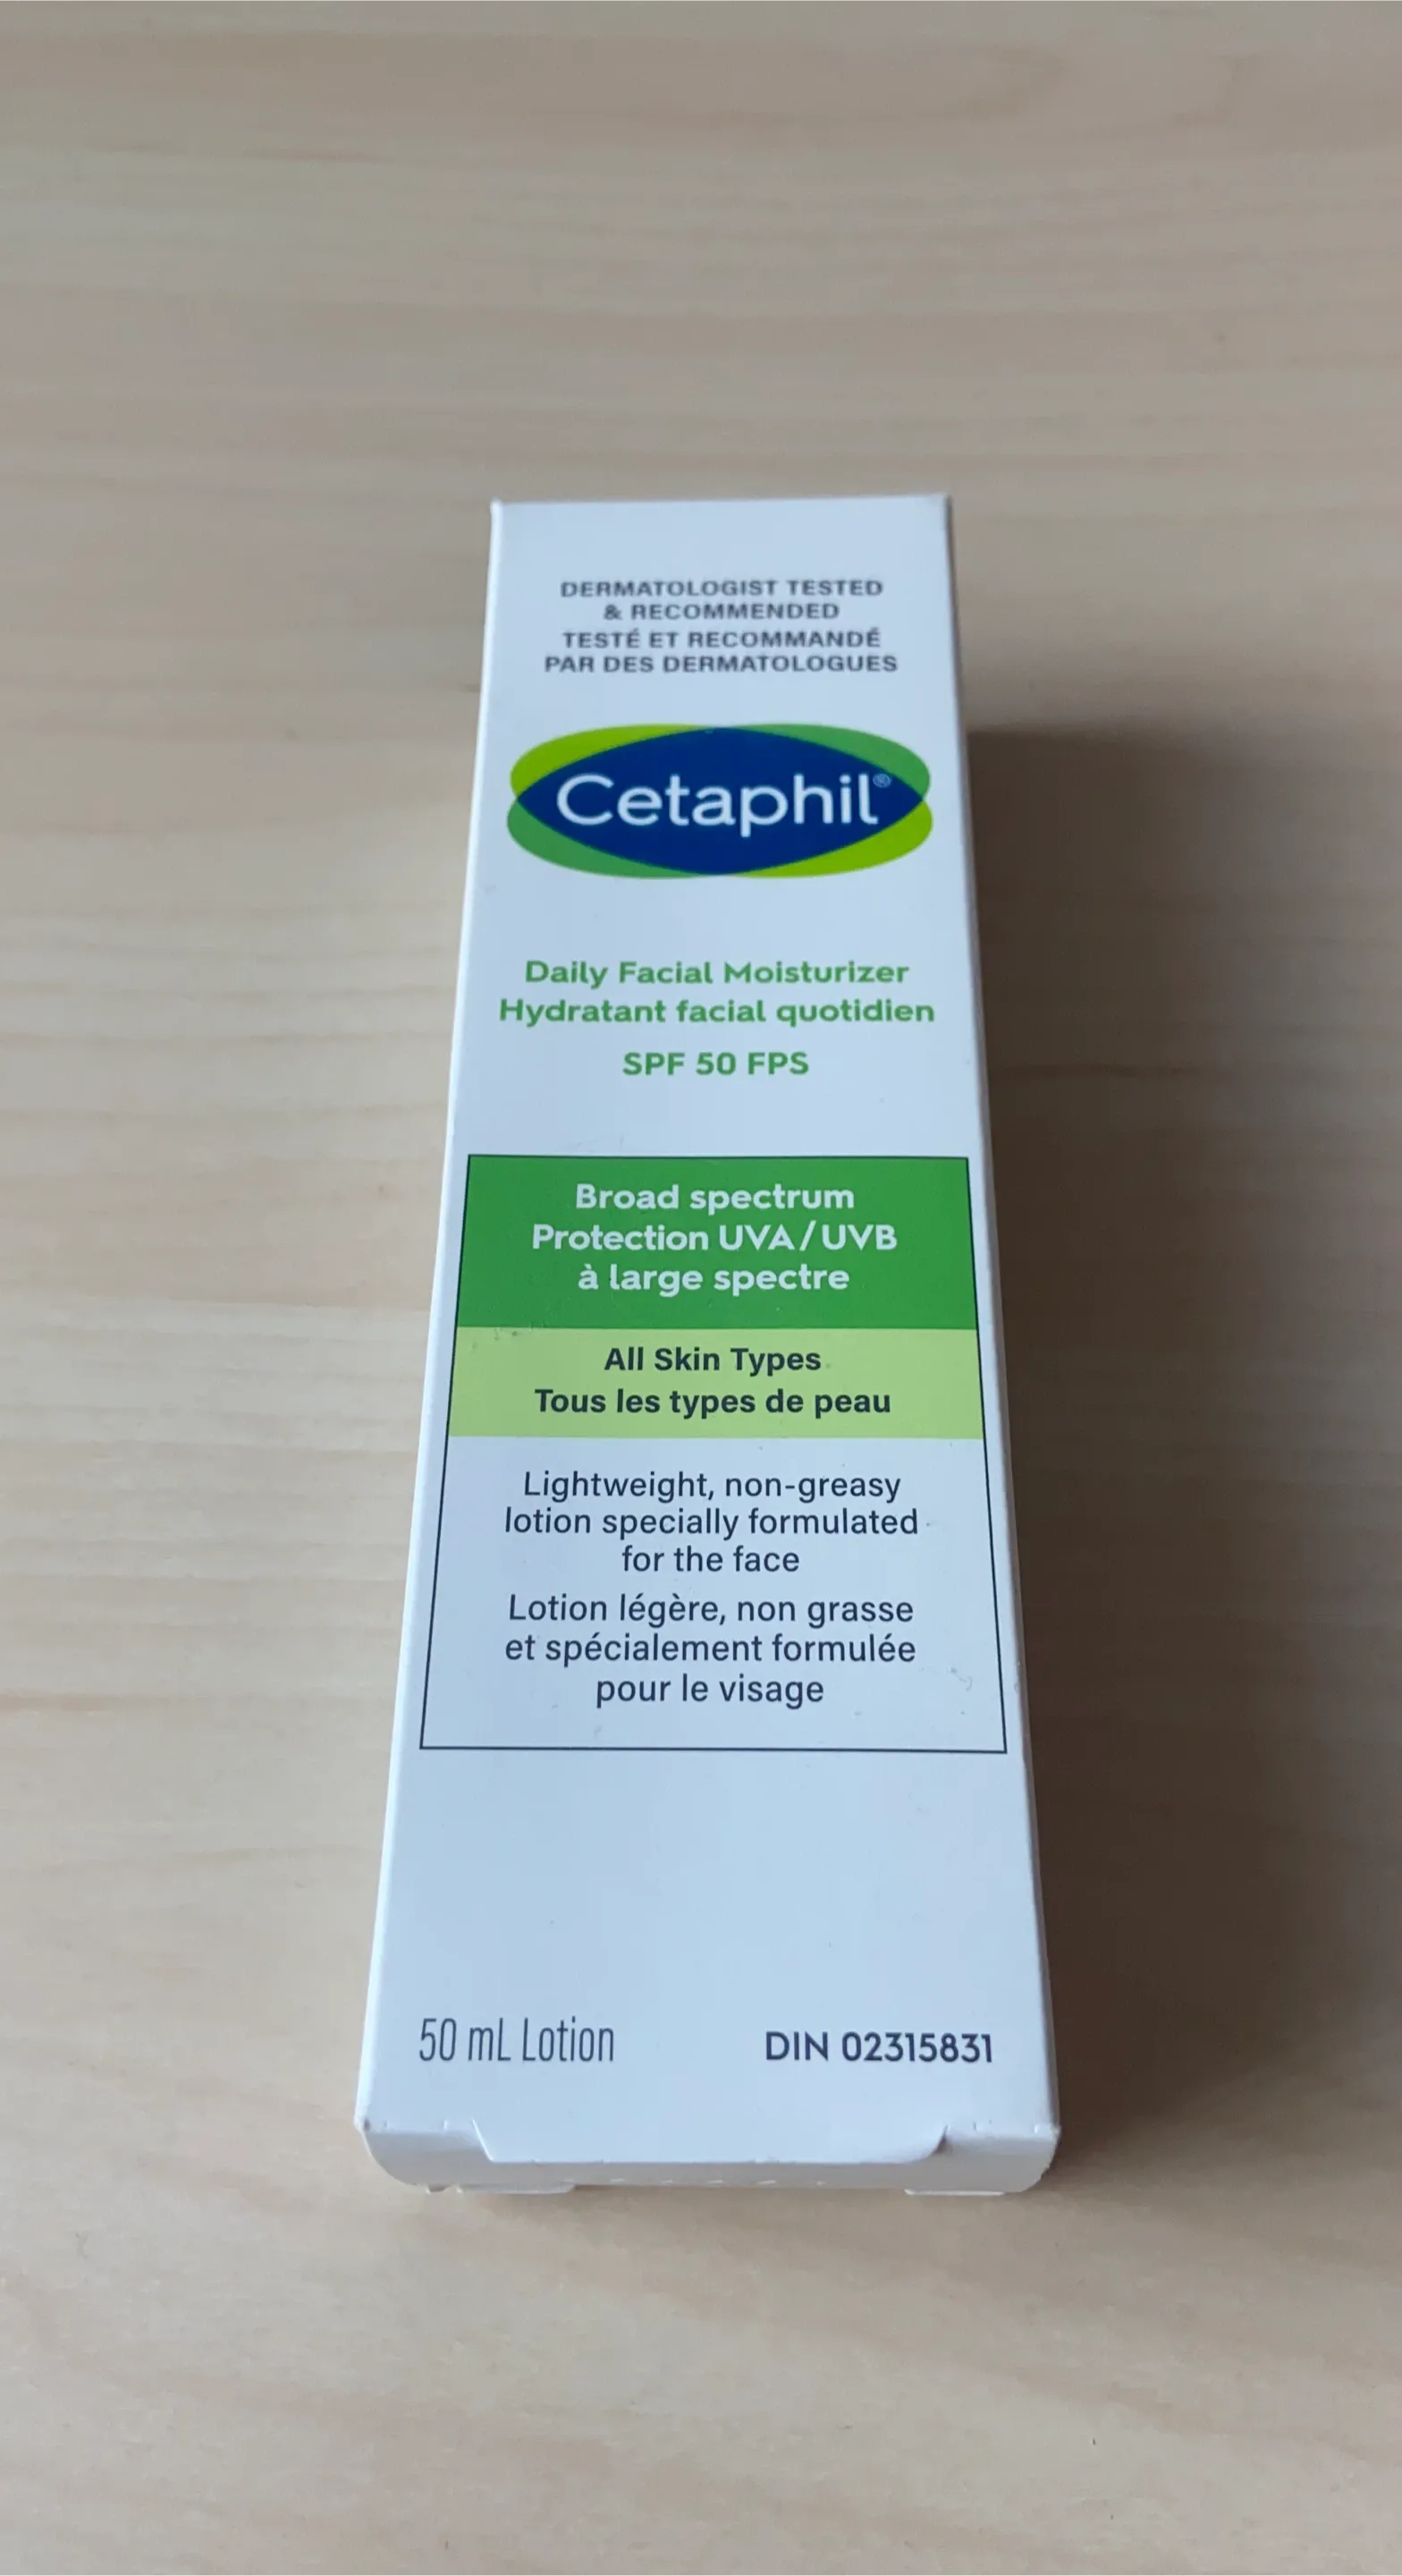 DERMATOLOGIST TESTED
& RECOMMENDED
TESTÉ ET RECOMMANDÉ
PAR DES DERMATOLOGUES
Cetaphil®
Daily Facial Moisturizer
Hydratant facial quotidien
SPF 50 FPS
Broad spectrum
Protection UVA/UVB
à large spectre
All Skin Types
Tous les types de peau
Lightweight, non-greasy
lotion specially formulated
for the face
Lotion légère, non grasse
et spécialement formulée
pour le visage
50 mL Lotion
DIN 02315831